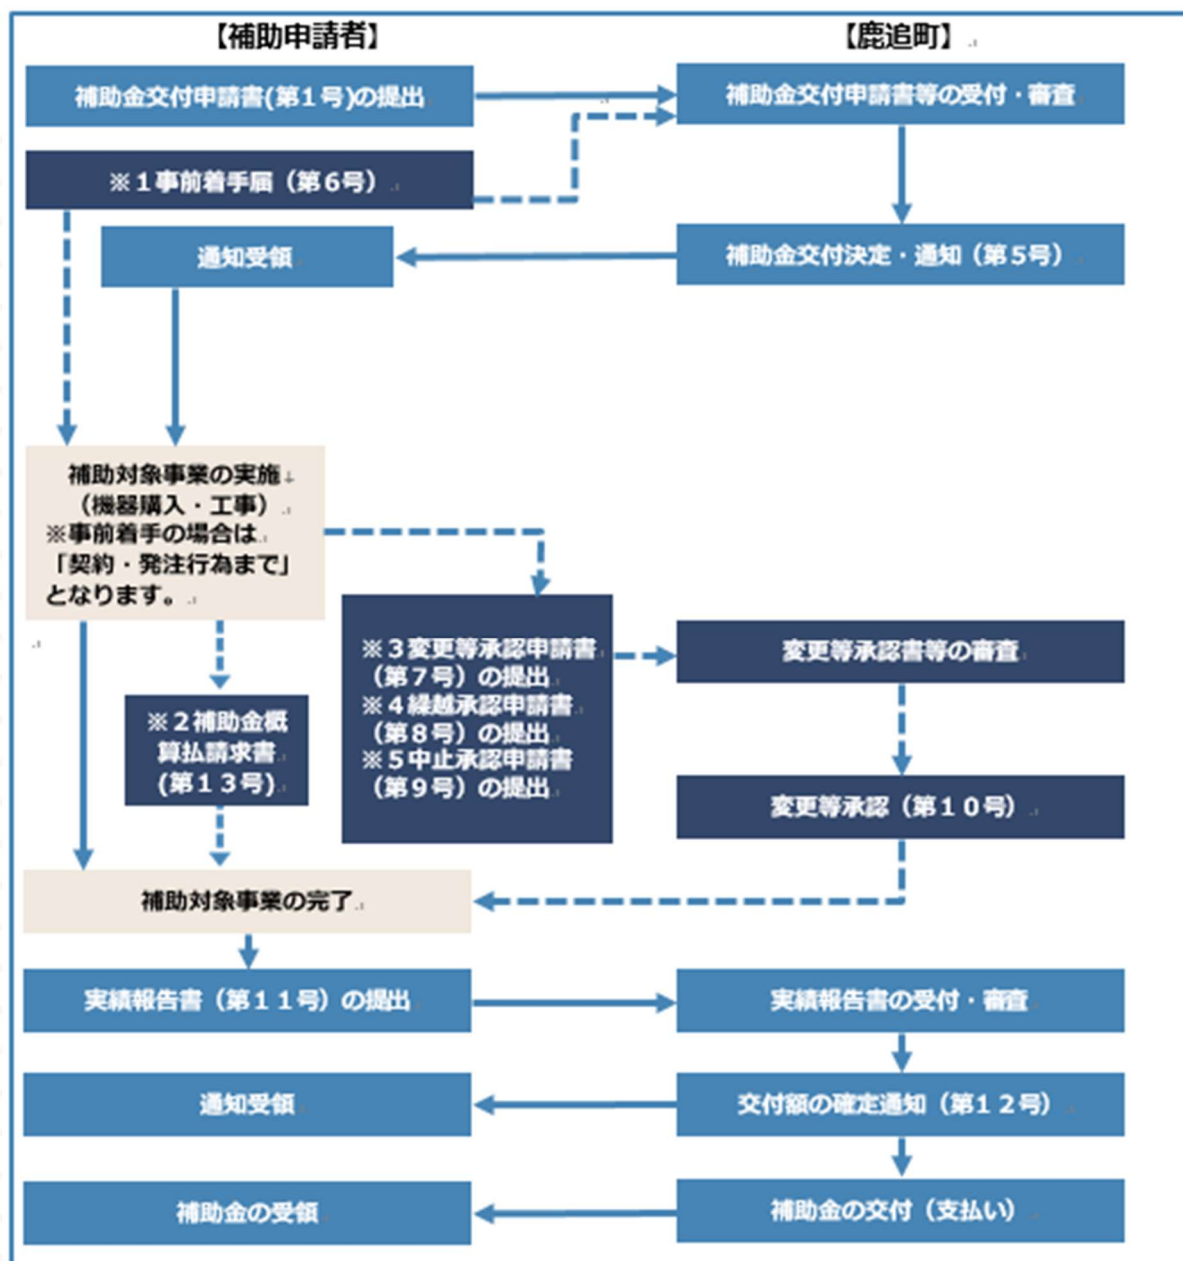 【補助申請者】
【鹿追町】
補助金交付申請書(第１号)の提出
補助金交付申請書等の受付・審査
※１事前着手届（第６号）
通知受領
補助金交付決定・通知（第５号）
補助対象事業の実施
（機器購入・工事）
※事前着手の場合は
「契約・発注行為まで」
となります。
※３変更等承認申請書
（第７号）の提出
※４繰越承認申請書
（第８号）の提出
※５中止承認申請書
（第９号）の提出
変更等承認書等の審査
※２補助金概
算払請求書
(第１３号)
変更等承認（第１０号）
補助対象事業の完了
実績報告書（第１１号）の提出
実績報告書の受付・審査
通知受領
交付額の確定通知（第１２号）
補助金の受領
補助金の交付（支払い）